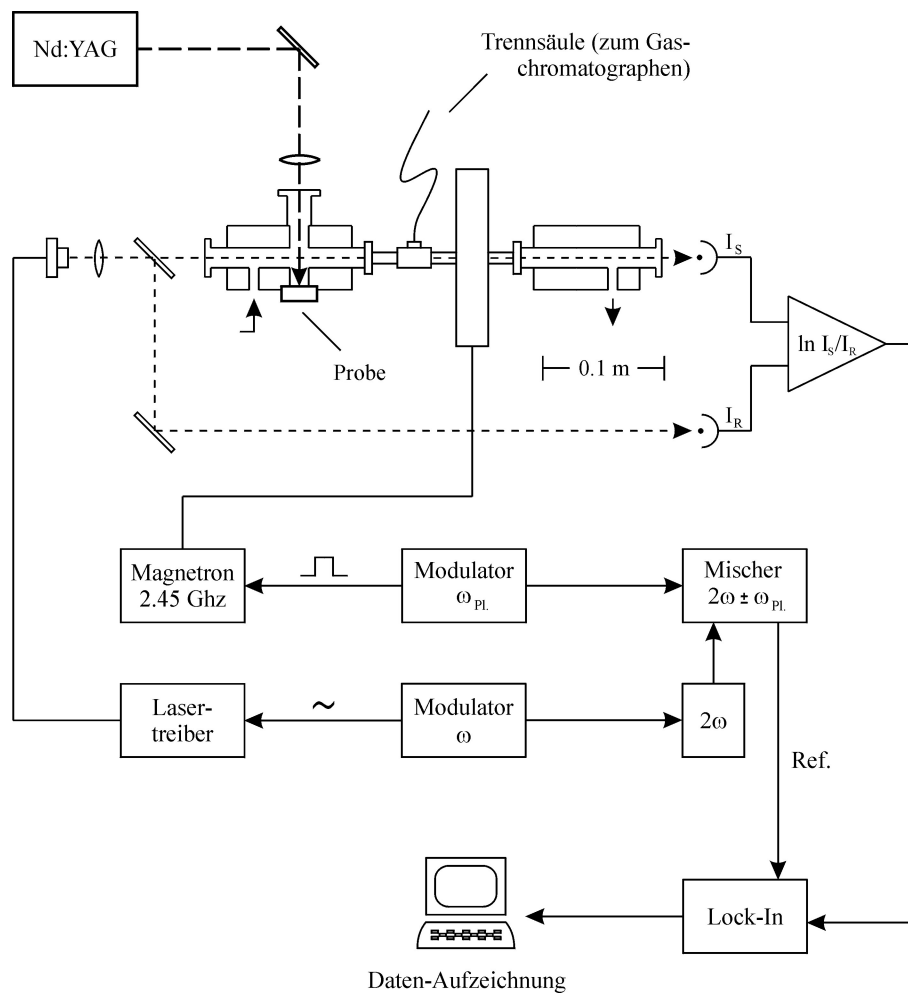 Nd:YAG
Trennsäule (zum Gas-
chromatographen)
I_S
ln I_S/I_R
Probe
0.1 m
I_R
Magnetron
2.45 Ghz
Modulator
ω_Pl.
Mischer
2ω ± ω_Pl.
Laser-
treiber
~
Modulator
ω
2ω
Ref.
Lock-In
Daten-Aufzeichnung